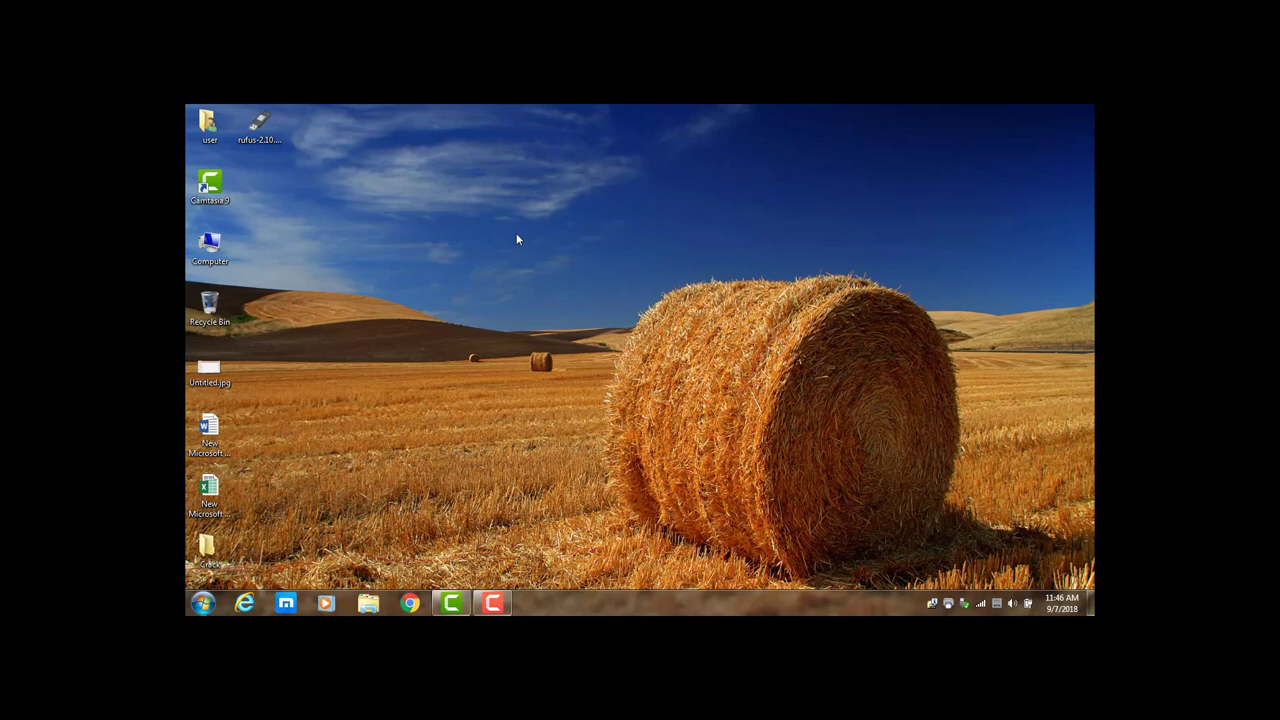 user
rufus-2.10....
Camtasia 9
Computer
Recycle Bin
Untitled.jpg
New
Microsoft ...
New
Microsoft ...
Crack
11:46 AM
9/7/2018